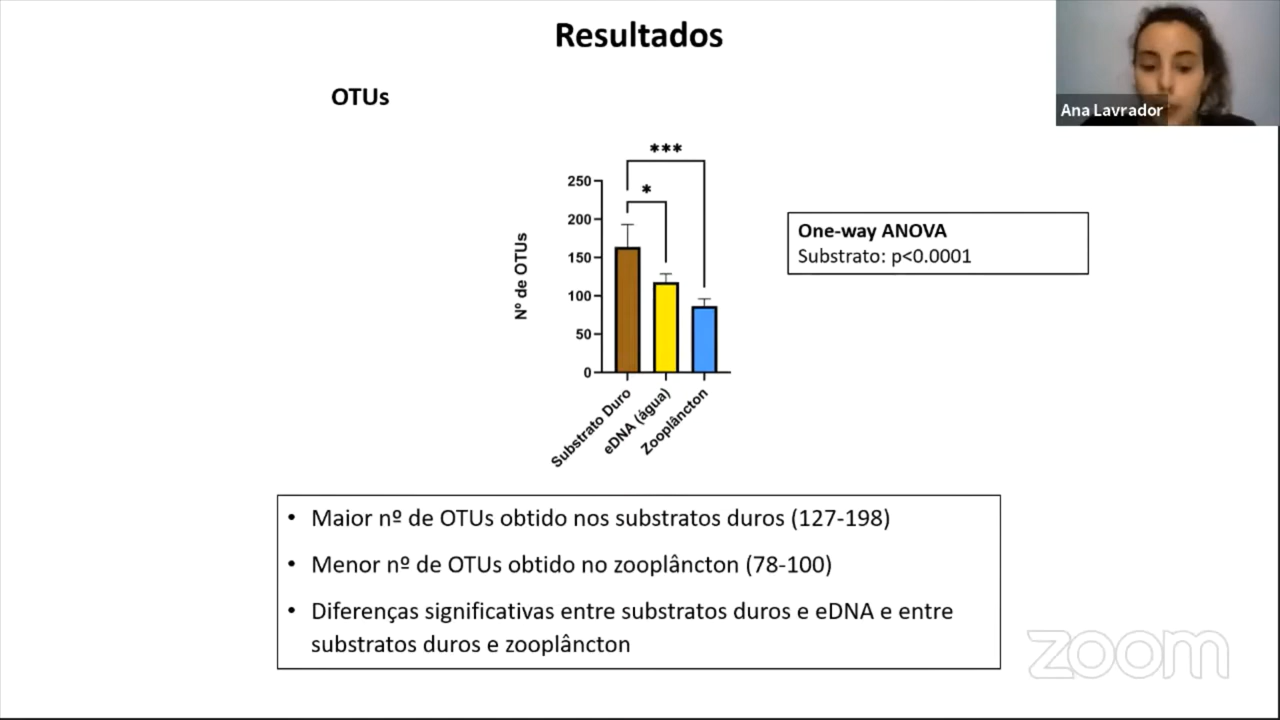 Resultados
Ana Lavrador
OTUs
***
*
250
200
150
100
50
0
Nº de OTUs
Substrato Duro
eDNA (água)
Zooplâncton
One-way ANOVA
Substrato: p<0.0001
• Maior nº de OTUs obtido nos substratos duros (127-198)
• Menor nº de OTUs obtido no zooplâncton (78-100)
• Diferenças significativas entre substratos duros e eDNA e entre
substratos duros e zooplâncton
zoom